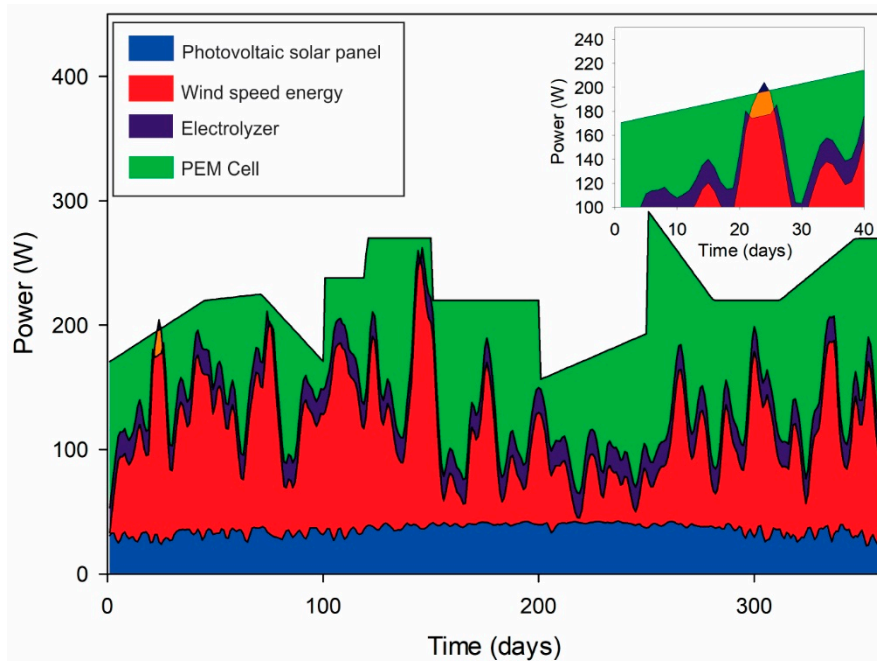 Photovoltaic solar panel
Wind speed energy
Electrolyzer
PEM Cell
Power (W)
400
300
200
100
0
0 100 200 300
Time (days)
Power (W)
240
220
200
180
160
140
120
100
0 10 20 30 40
Time (days)